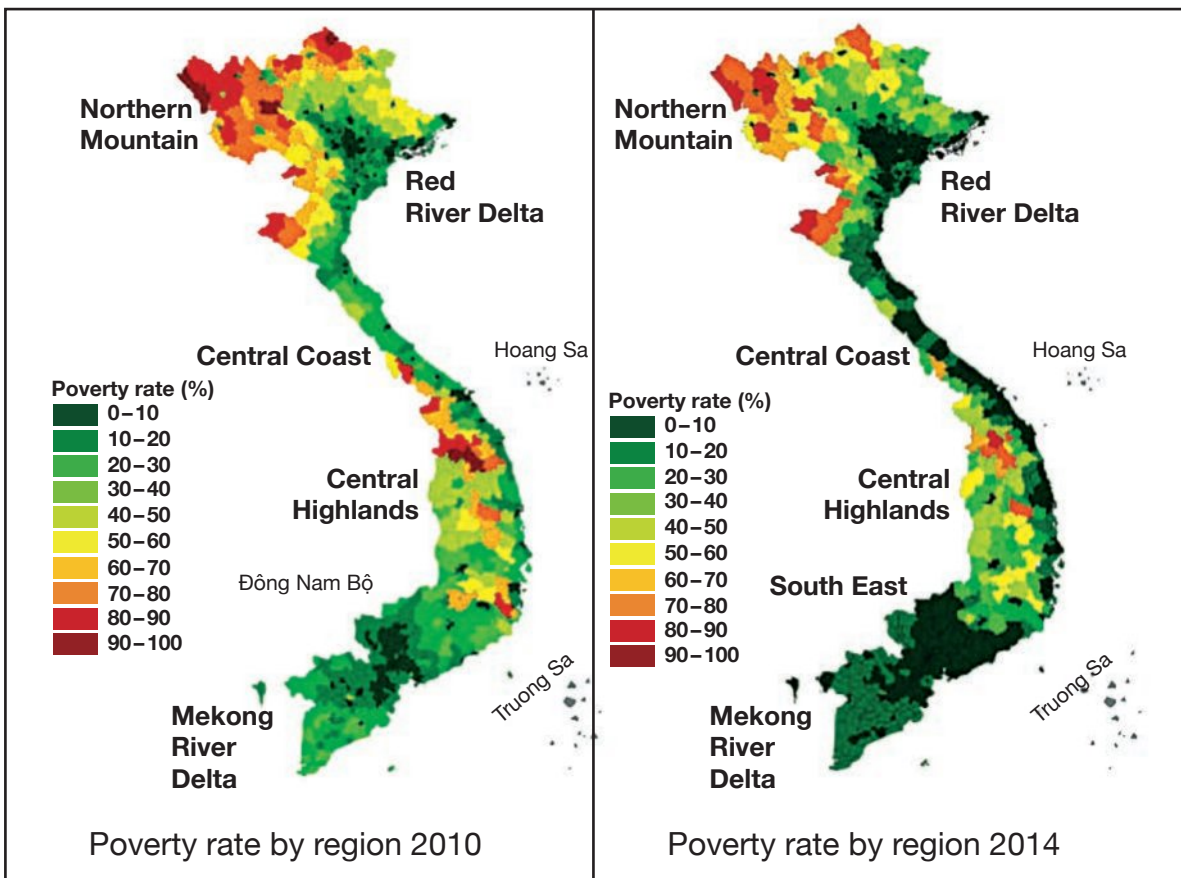 Northern
Mountain
Red
River Delta
Central Coast
Hoang Sa
Poverty rate (%)
0–10
10–20
20–30
30–40
40–50
50–60
60–70
70–80
80–90
90–100
Central
Highlands
Đông Nam Bộ
Truong Sa
Mekong
River
Delta
Poverty rate by region 2010
Northern
Mountain
Red
River Delta
Central Coast
Hoang Sa
Poverty rate (%)
0–10
10–20
20–30
30–40
40–50
50–60
60–70
70–80
80–90
90–100
Central
Highlands
South East
Truong Sa
Mekong
River
Delta
Poverty rate by region 2014